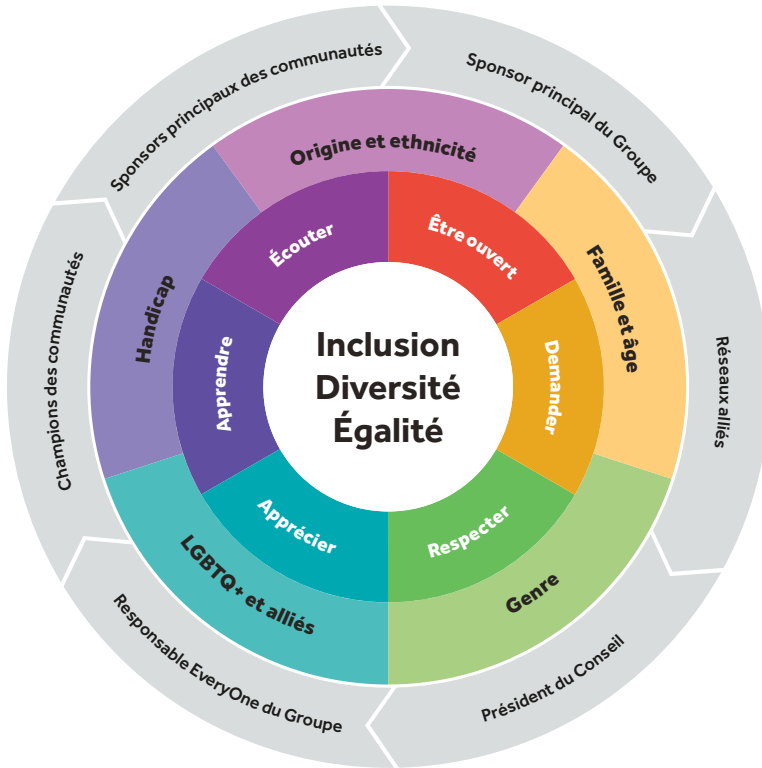 Sponsors principaux des communautés
Sponsor principal du Groupe
Réseaux alliés
Président du Conseil
Responsable EveryOne du Groupe
Champions des communautés
Origine et ethnicité
Famille et âge
Genre
LGBTQ+ et alliés
Handicap
Écouter
Être ouvert
Demander
Respecter
Apprécier
Apprendre
Inclusion
Diversité
Égalité